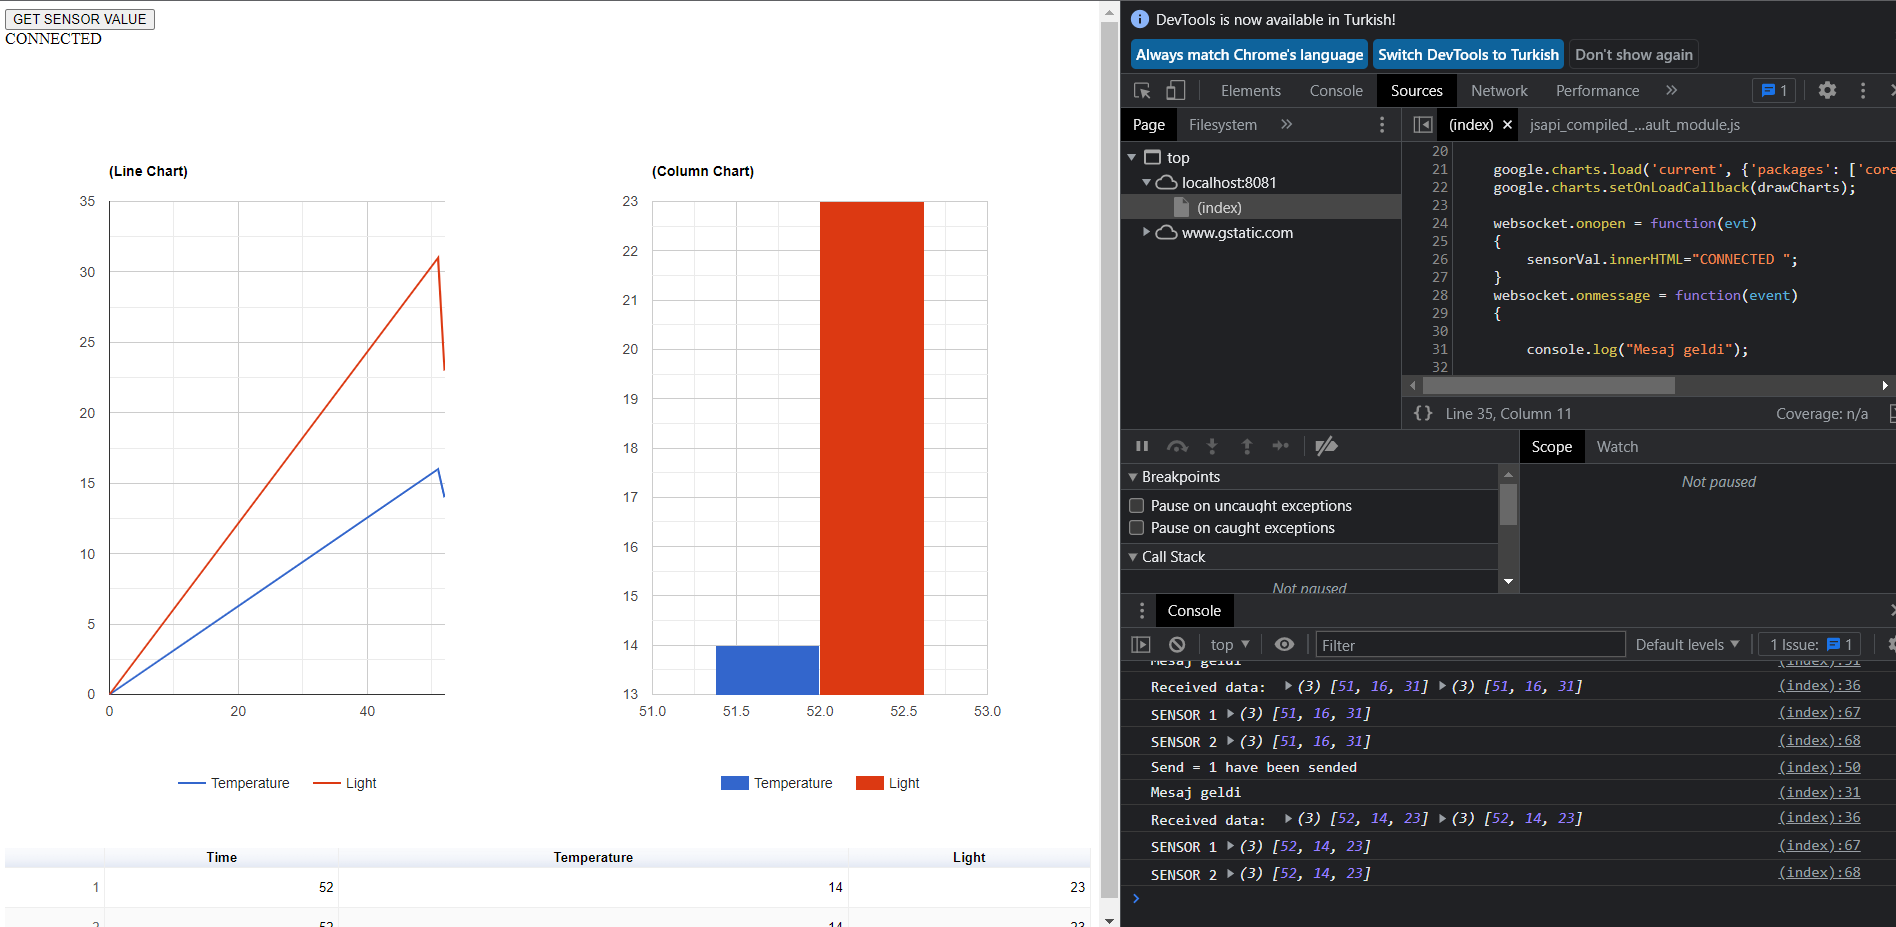 GET SENSOR VALUE
CONNECTED
(Line Chart)
35
30
25
20
15
10
5
0
0 20 40
Temperature Light
(Column Chart)
23
22
21
20
19
18
17
16
15
14
13
51.0 51.5 52.0 52.5 53.0
Temperature Light
Time Temperature Light
1 52 14 23
2 52 14 23
DevTools is now available in Turkish!
Always match Chrome's language Switch DevTools to Turkish Don't show again
Elements Console Sources Network Performance » 1
Page Filesystem »
top
localhost:8081
(index)
www.gstatic.com
(index) × jsapi_compiled_...ault_module.js
20
21 google.charts.load('current', {'packages': ['core
22 google.charts.setOnLoadCallback(drawCharts);
23
24 websocket.onopen = function(evt)
25 {
26 sensorVal.innerHTML="CONNECTED ";
27 }
28 websocket.onmessage = function(event)
29 {
30
31 console.log("Mesaj geldi");
32
{} Line 35, Column 11 Coverage: n/a
Breakpoints
Pause on uncaught exceptions
Pause on caught exceptions
Call Stack
Not paused
Scope Watch
Not paused
Console
top Filter Default levels 1 Issue: 1
Mesaj geldi (index):31
Received data: (3) [51, 16, 31] (3) [51, 16, 31] (index):36
SENSOR 1 (3) [51, 16, 31] (index):67
SENSOR 2 (3) [51, 16, 31] (index):68
Send = 1 have been sended (index):50
Mesaj geldi (index):31
Received data: (3) [52, 14, 23] (3) [52, 14, 23] (index):36
SENSOR 1 (3) [52, 14, 23] (index):67
SENSOR 2 (3) [52, 14, 23] (index):68